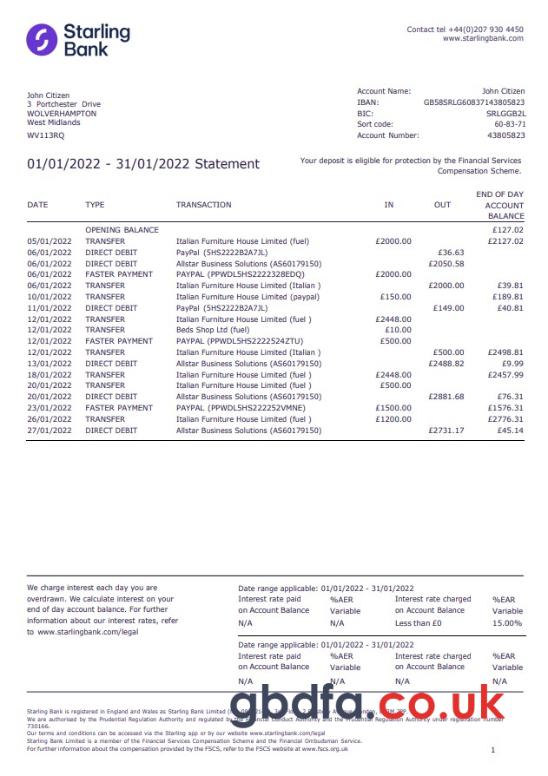 Starling
Bank
Contact tel +44(0)207 930 4450
www.starlingbank.com
John Citizen
3 Portchester Drive
WOLVERHAMPTON
West Midlands
WV113RQ
Account Name: John Citizen
IBAN: GB58SRLG60837143805823
BIC: SRLGGB2L
Sort code: 60-83-71
Account Number: 43805823
01/01/2022 - 31/01/2022 Statement
Your deposit is eligible for protection by the Financial Services
Compensation Scheme.
DATE TYPE TRANSACTION IN OUT END OF DAY ACCOUNT BALANCE
OPENING BALANCE £127.02
05/01/2022 TRANSFER Italian Furniture House Limited (fuel) £2000.00 £2127.02
06/01/2022 DIRECT DEBIT PayPal (5HS2222B2A7JL) £36.63
06/01/2022 DIRECT DEBIT Allstar Business Solutions (AS60179150) £2050.58
06/01/2022 FASTER PAYMENT PAYPAL (PPWDL5HS2222328EDQ) £2000.00
06/01/2022 TRANSFER Italian Furniture House Limited (Italian ) £2000.00 £39.81
10/01/2022 TRANSFER Italian Furniture House Limited (paypal) £150.00 £189.81
11/01/2022 DIRECT DEBIT PayPal (5HS2222B2A7JL) £149.00 £40.81
12/01/2022 TRANSFER Italian Furniture House Limited (fuel ) £2448.00
12/01/2022 TRANSFER Beds Shop Ltd (fuel) £10.00
12/01/2022 FASTER PAYMENT PAYPAL (PPWDL5HS2222524ZTU) £500.00
12/01/2022 TRANSFER Italian Furniture House Limited (Italian ) £500.00 £2498.81
13/01/2022 DIRECT DEBIT Allstar Business Solutions (AS60179150) £2488.82 £9.99
18/01/2022 TRANSFER Italian Furniture House Limited (fuel ) £2448.00 £2457.99
20/01/2022 TRANSFER Italian Furniture House Limited (fuel ) £500.00
20/01/2022 DIRECT DEBIT Allstar Business Solutions (AS60179150) £2881.68 £76.31
23/01/2022 FASTER PAYMENT PAYPAL (PPWDL5HS222252VMNE) £1500.00 £1576.31
26/01/2022 TRANSFER Italian Furniture House Limited (fuel ) £1200.00 £2776.31
27/01/2022 DIRECT DEBIT Allstar Business Solutions (AS60179150) £2731.17 £45.14
We charge interest each day you are
overdrawn. We calculate interest on your
end of day account balance. For further
information about our interest rates, refer
to www.starlingbank.com/legal
Date range applicable: 01/01/2022 - 31/01/2022
Interest rate paid %AER Interest rate charged %EAR
on Account Balance Variable on Account Balance Variable
N/A N/A Less than £0 15.00%
Date range applicable: 01/01/2022 - 31/01/2022
Interest rate paid %AER Interest rate charged %EAR
on Account Balance Variable on Account Balance Variable
N/A N/A N/A N/A
abdfa.co.uk
Starling Bank is registered in England and Wales as Starling Bank Limited
We are authorised by the Prudential Regulation Authority and regulated by the Financial Conduct Authority and the Prudential Regulation Authority under registration number
730166.
Our terms and conditions can be accessed via the Starling app or by our website www.starlingbank.com/legal
Starling Bank Limited is a member of the Financial Services Compensation Scheme and the Financial Ombudsman Service.
For further information about the compensation provided by the FSCS, refer to the FSCS website at www.fscs.org.uk
1